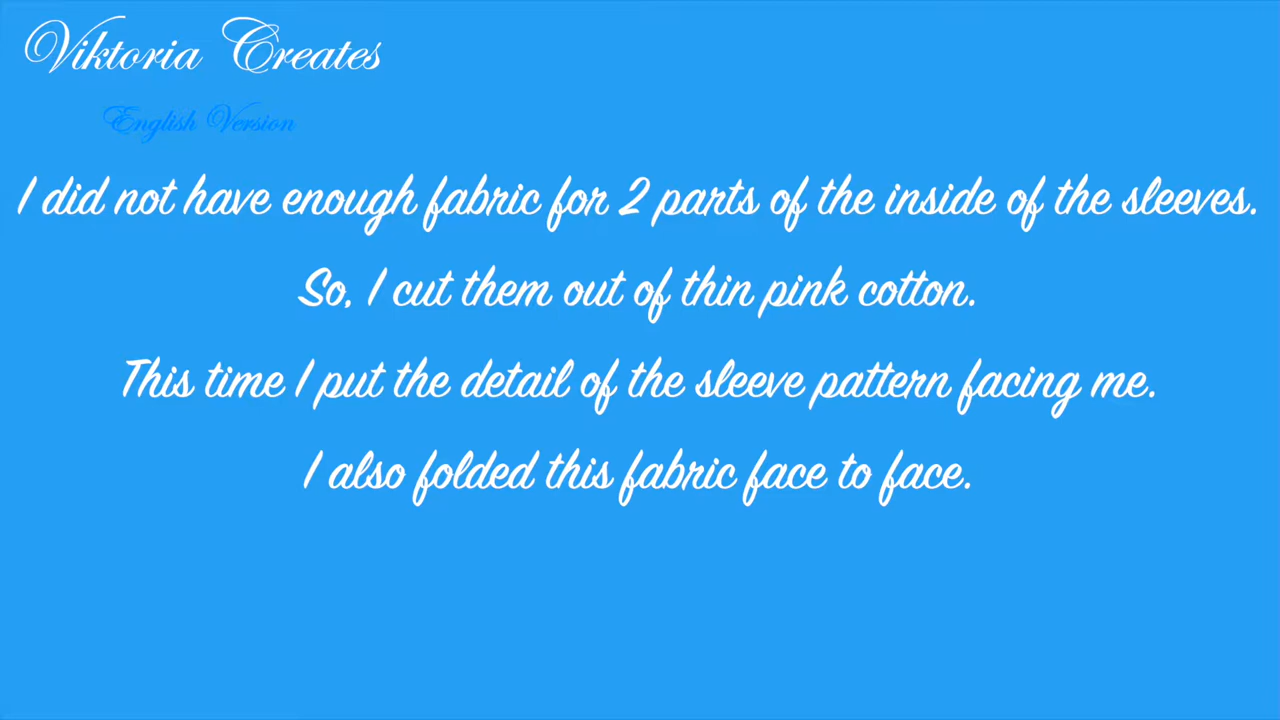 Viktoria Creates
English Version
I did not have enough fabric for 2 parts of the inside of the sleeves.
So, I cut them out of thin pink cotton.
This time I put the detail of the sleeve pattern facing me.
I also folded this fabric face to face.